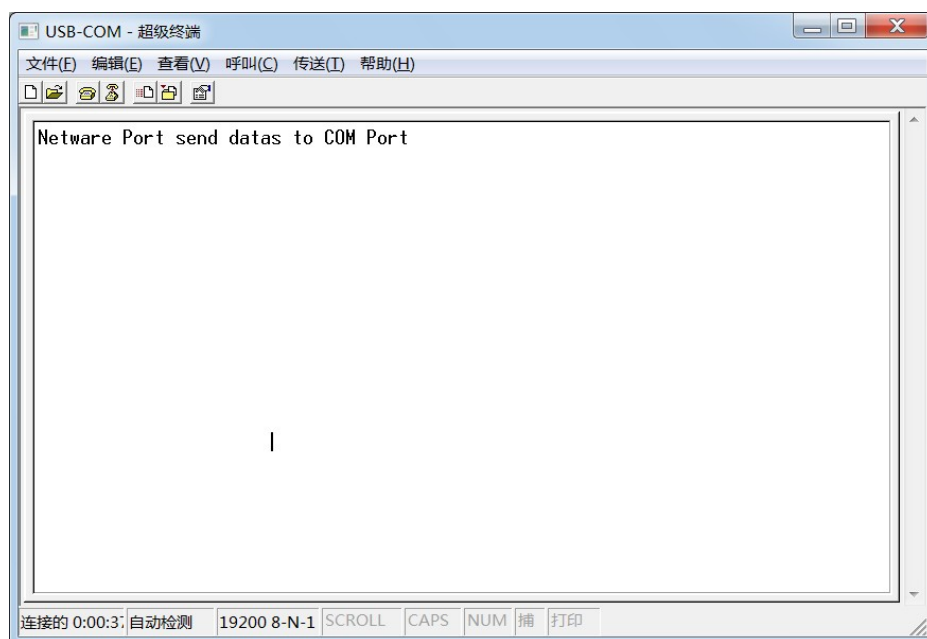 USB-COM - 超级终端
文件(F) 编辑(E) 查看(V) 呼叫(C) 传送(T) 帮助(H)
Netware Port send datas to COM Port
连接的 0:00:37 自动检测 19200 8-N-1 SCROLL CAPS NUM 捕 打印